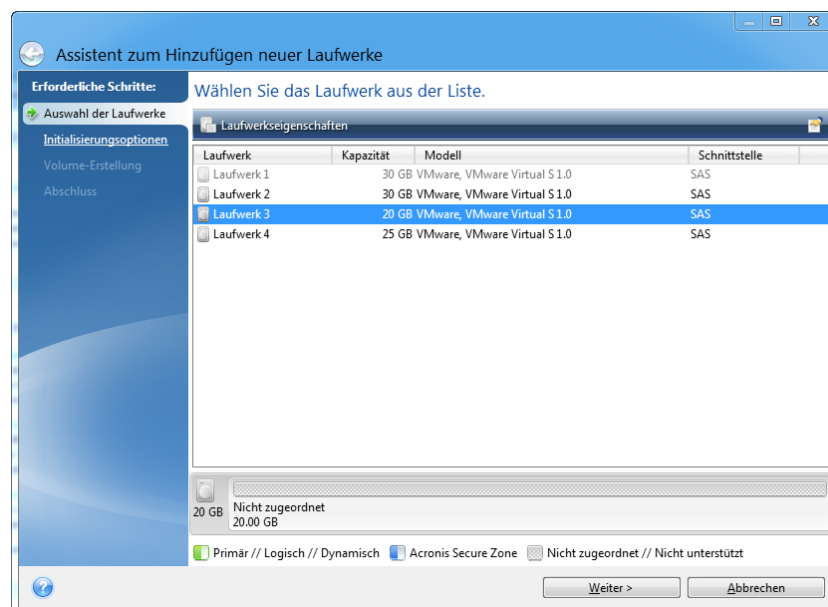 Assistent zum Hinzufügen neuer Laufwerke
Erforderliche Schritte:
Auswahl der Laufwerke
Initialisierungsoptionen
Volume-Erstellung
Abschluss
Wählen Sie das Laufwerk aus der Liste.
Laufwerkseigenschaften
Laufwerk Kapazität Modell Schnittstelle
Laufwerk 1 30 GB VMware, VMware Virtual S 1.0 SAS
Laufwerk 2 30 GB VMware, VMware Virtual S 1.0 SAS
Laufwerk 3 20 GB VMware, VMware Virtual S 1.0 SAS
Laufwerk 4 25 GB VMware, VMware Virtual S 1.0 SAS
20 GB Nicht zugeordnet
20.00 GB
Primär // Logisch // Dynamisch Acronis Secure Zone Nicht zugeordnet // Nicht unterstützt
Weiter > Abbrechen